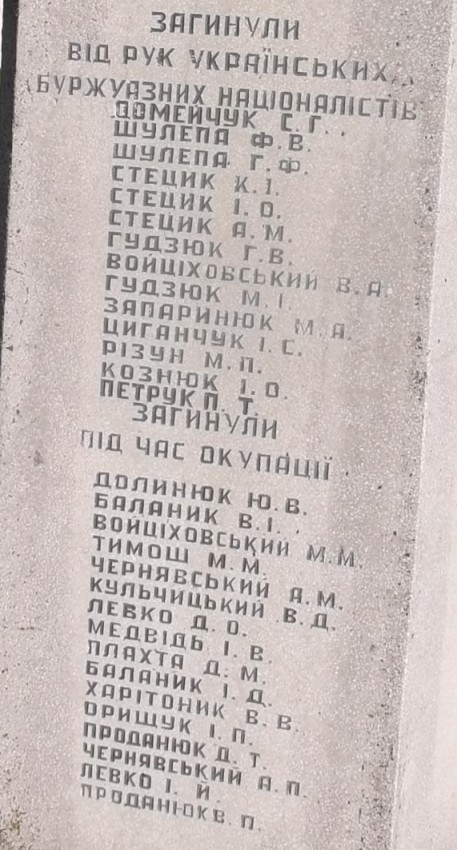 ЗАГИНУЛИ
ВІД РУК УКРАЇНСЬКИХ
БУРЖУАЗНИХ НАЦІОНАЛІСТІВ
ДОМЕЙЧУК С. Г.
ШУЛЕПА Ф. В.
ШУЛЕПА Г. Ф.
СТЕЦИК К. І.
СТЕЦИК І. О.
СТЕЦИК А. М.
ГУДЗЮК Г. В.
ВОЙЦІХОВСЬКИЙ В. А.
ГУДЗЮК М. І.
ЗАПАРИНЮК М. А.
ЦИГАНЧУК І. С.
РІЗУН М. П.
КОЗНЮК І. О.
ПЕТРУК П. Т.
ЗАГИНУЛИ
ПІД ЧАС ОКУПАЦІЇ
ДОЛИНЮК Ю. В.
БАЛАНИК В. І.
ВОЙЦІХОВСЬКИЙ М. М.
ТИМОШ М. М.
ЧЕРНЯВСЬКИЙ А. М.
КУЛЬЧИЦЬКИЙ В. Д.
ЛЕВКО Д. О.
МЕДВІДЬ І. В.
ПЛАХТА Д. М.
БАЛАНИК І. Д.
ХАРІТОНИК В. В.
ОРИЩУК І. П.
ПРОДАНЮК Д. Т.
ЧЕРНЯВСЬКИЙ А. П.
ЛЕВКО І. Й.
ПРОДАНЮК В. П.